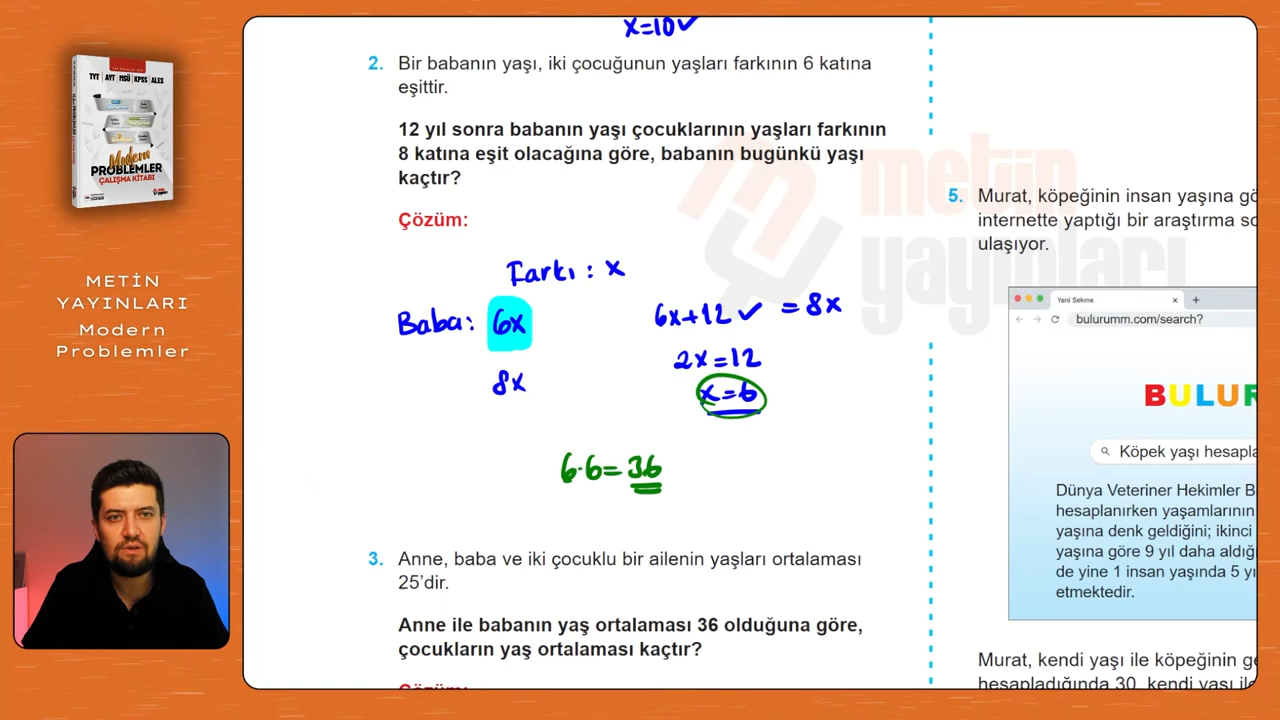 TYT | AYT | MSÜ | KPSS | ALES
Modern
PROBLEMLER
ÇALIŞMA KİTABI
METİN
YAYINLARI
Modern
Problemler
x=10✓
2. Bir babanın yaşı, iki çocuğunun yaşları farkının 6 katına
eşittir.
12 yıl sonra babanın yaşı çocuklarının yaşları farkının
8 katına eşit olacağına göre, babanın bugünkü yaşı
kaçtır?
Çözüm:
Farkı : x
Baba: 6x
8x
6x+12 ✓ = 8x
2x=12
x=6
6·6=36
3. Anne, baba ve iki çocuklu bir ailenin yaşları ortalaması
25’dir.
Anne ile babanın yaş ortalaması 36 olduğuna göre,
çocukların yaş ortalaması kaçtır?
Çözüm:
metiin
yayınları
5. Murat, köpeğinin insan yaşına gö
internette yaptığı bir araştırma so
ulaşıyor.
Yeni Sekme
bulurumm.com/search?
BULUR
Köpek yaşı hesapla
Dünya Veteriner Hekimler B
hesaplanırken yaşamlarının
yaşına denk geldiğini; ikinci
yaşına göre 9 yıl daha aldığı
de yine 1 insan yaşında 5 yı
etmektedir.
Murat, kendi yaşı ile köpeğinin ge
hesapladığında 30, kendi yaşı ile